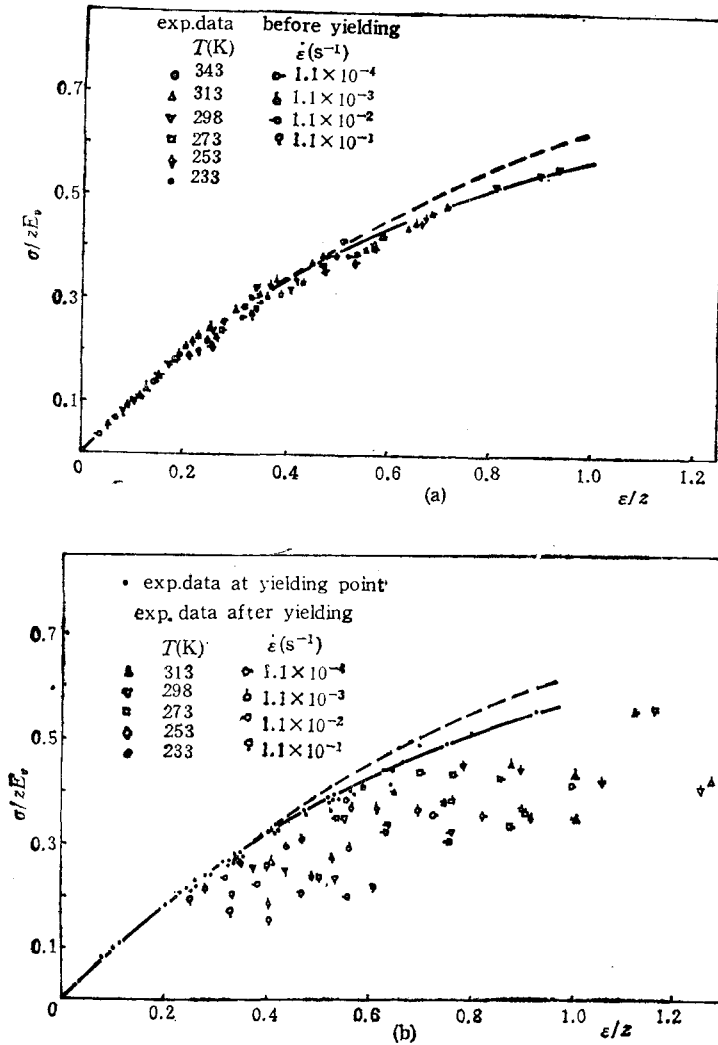 exp.data before yielding
T(K) ε̇(s⁻¹)
343 1.1×10⁻⁴
313 1.1×10⁻³
298 1.1×10⁻²
273 1.1×10⁻¹
253
233
0.7
0.5
0.3
0.1
σ/zE₀
0 0.2 0.4 0.6 0.8 1.0 1.2
(a) ε/z
exp.data at yielding point
exp. data after yielding
T(K) ε̇(s⁻¹)
313 1.1×10⁻⁴
298 1.1×10⁻³
273 1.1×10⁻²
253 1.1×10⁻¹
233
0.7
0.5
0.3
0.1
σ/zE₀
0 0.2 0.4 0.6 0.8 1.0 1.2
(b) ε/z